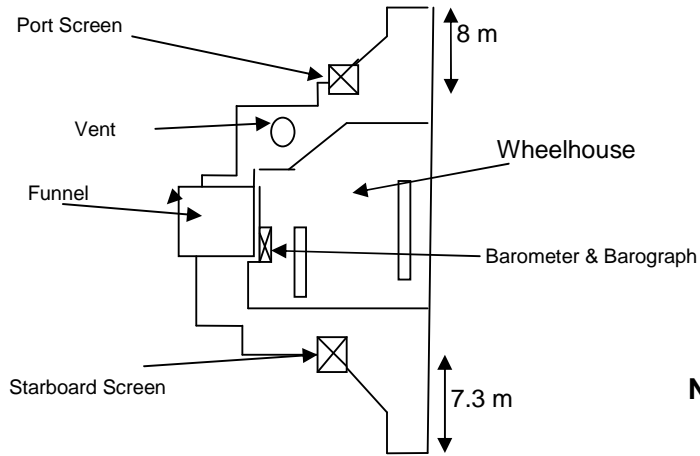 Port Screen
8 m
Vent
Wheelhouse
Funnel
Barometer & Barograph
Starboard Screen
7.3 m
N